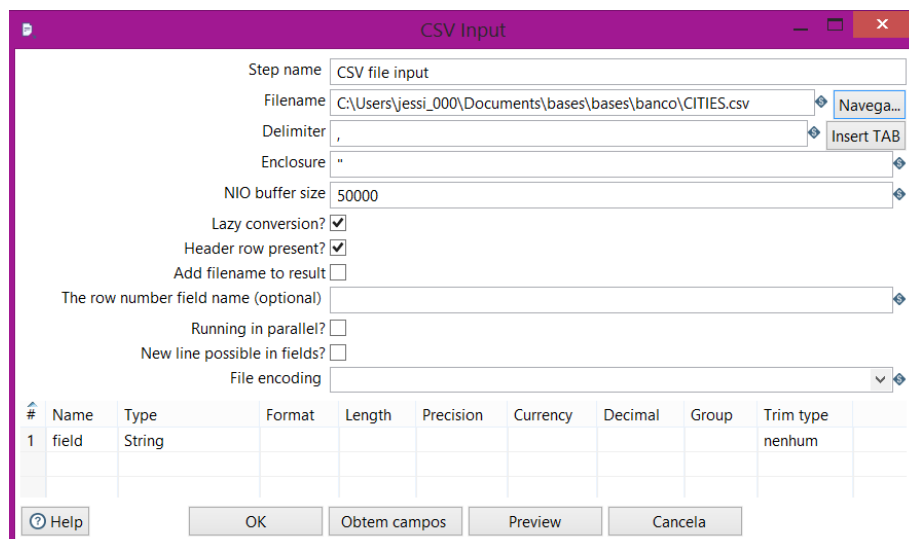 CSV Input
Step name CSV file input
Filename C:\Users\jessi_000\Documents\bases\bases\banco\CITIES.csv Navega...
Delimiter , Insert TAB
Enclosure "
NIO buffer size 50000
Lazy conversion?
Header row present?
Add filename to result
The row number field name (optional)
Running in parallel?
New line possible in fields?
File encoding
# Name Type Format Length Precision Currency Decimal Group Trim type
1 field String nenhum
Help OK Obtem campos Preview Cancela